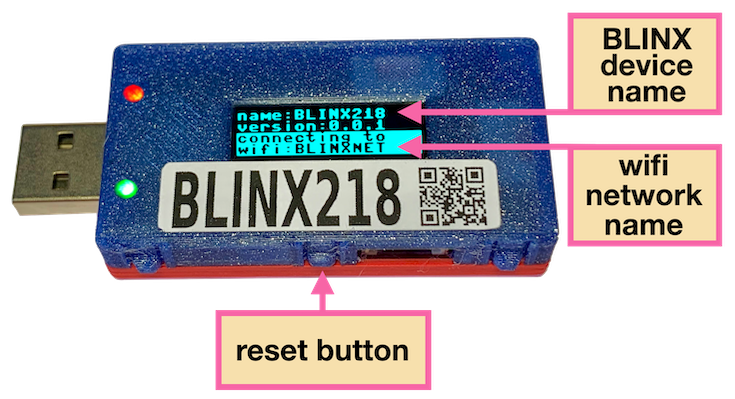 BLINX
device
name
name:BLINX218
version:0.0.1
connecting to
wifi:BLINXNET
wifi
network
name
BLINX218
reset button